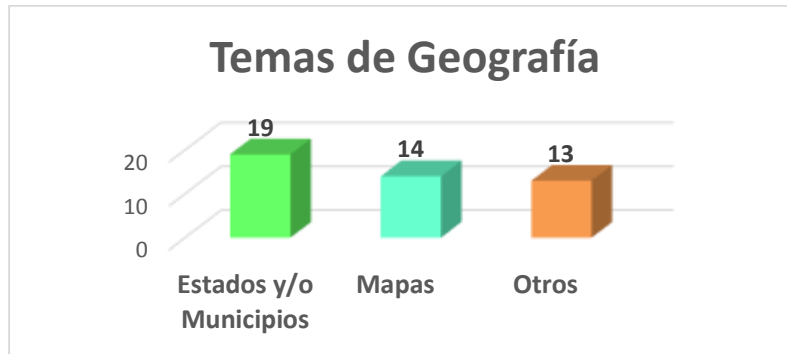 Temas de Geografía
19
14
13
20
10
0
Estados y/o
Municipios
Mapas
Otros